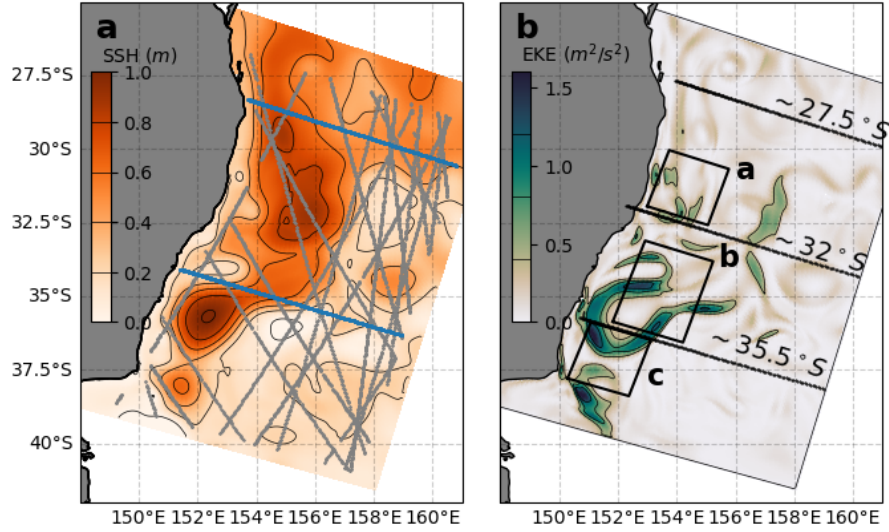 a
SSH (m)
1.0
0.8
0.6
0.4
0.2
0.0
27.5°S
30°S
32.5°S
35°S
37.5°S
40°S
150°E 152°E 154°E 156°E 158°E 160°E
b
EKE (m²/s²)
1.5
1.0
0.5
0.0
~ 27.5°S
a
~ 32°S
b
~ 35.5°S
c
150°E 152°E 154°E 156°E 158°E 160°E